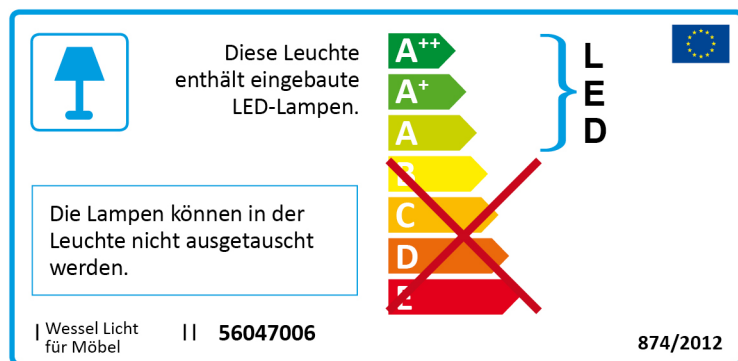 Diese Leuchte
enthält eingebaute
LED-Lampen.
A++
A+
A
B
C
D
E
L
E
D
Die Lampen können in der
Leuchte nicht ausgetauscht
werden.
I Wessel Licht
für Möbel
II 56047006
874/2012